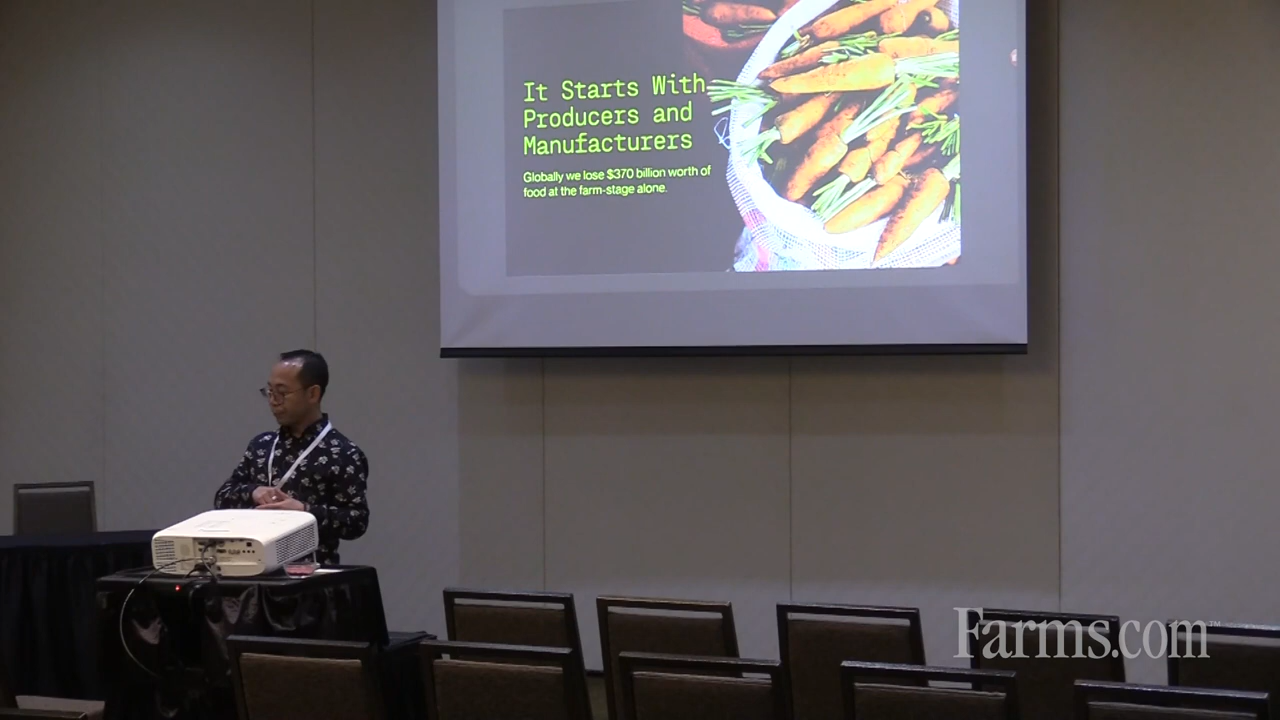 It Starts With
Producers and
Manufacturers
Globally we lose $370 billion worth of
food at the farm-stage alone.
Farms.com™